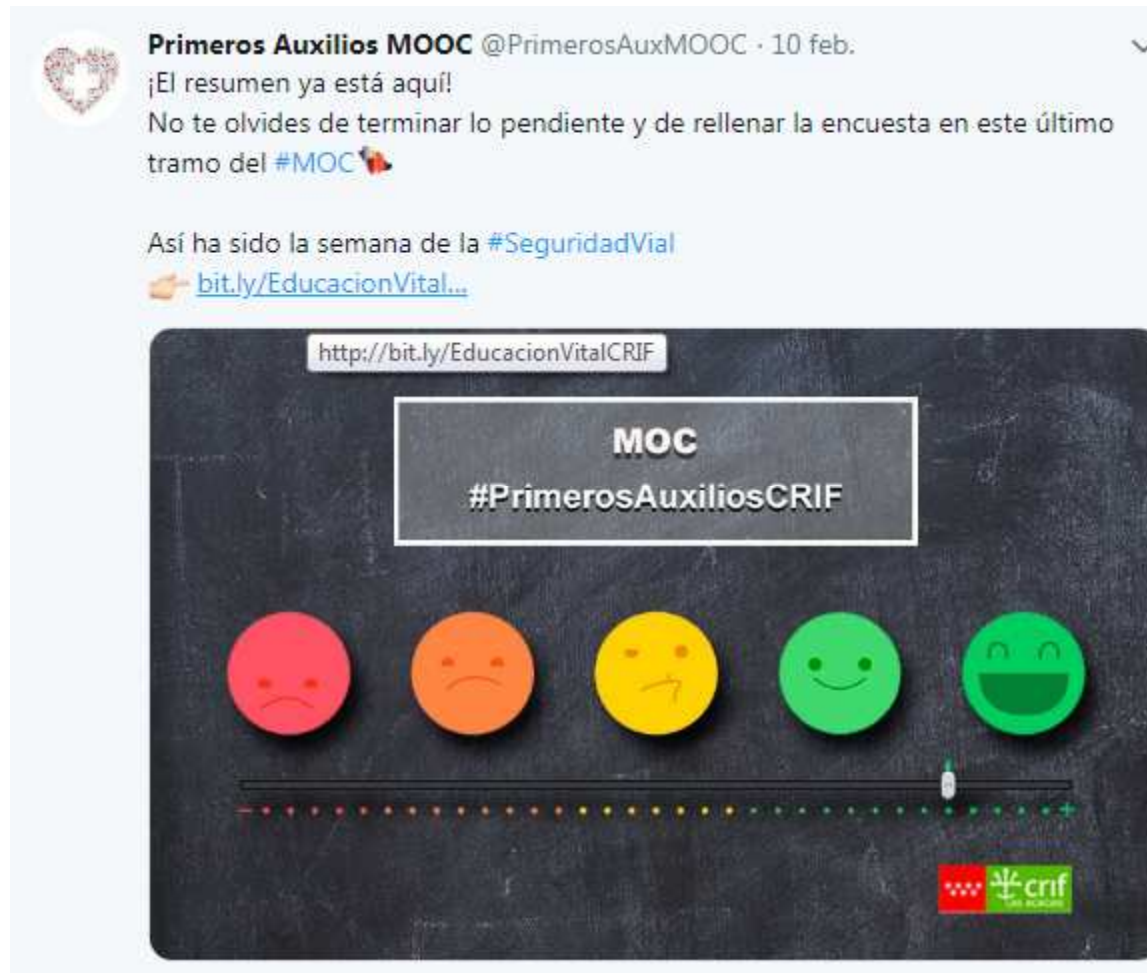 Primeros Auxilios MOOC @PrimerosAuxMOOC · 10 feb.
¡El resumen ya está aquí!
No te olvides de terminar lo pendiente y de rellenar la encuesta en este último
tramo del #MOC
Así ha sido la semana de la #SeguridadVial
bit.ly/EducacionVital...
http://bit.ly/EducacionVitalCRIF
MOC
#PrimerosAuxiliosCRIF
crif
LAS ACACIAS